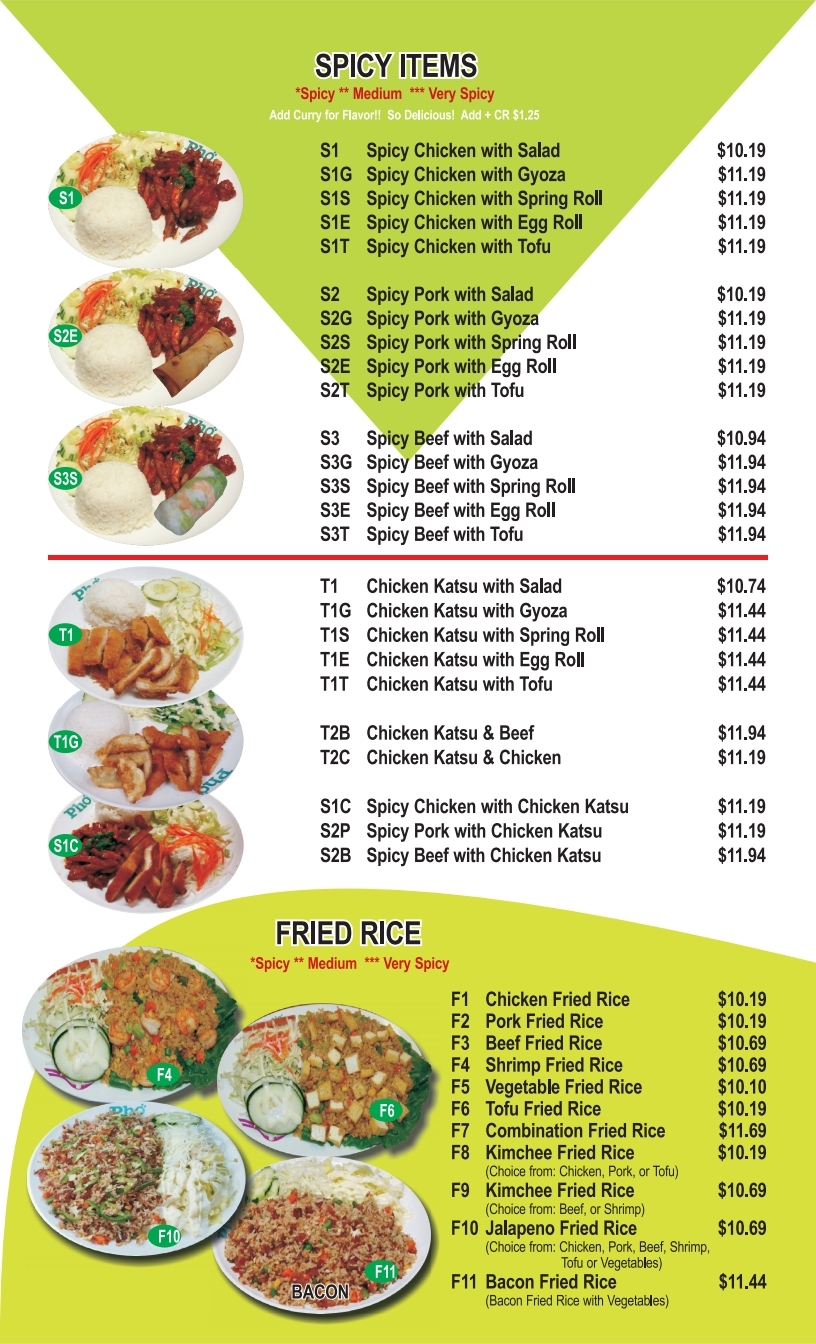 SPICY ITEMS
*Spicy ** Medium *** Very Spicy
Add Curry for Flavor!! So Delicious! Add + CR $1.25
S1 Spicy Chicken with Salad $10.19
S1G Spicy Chicken with Gyoza $11.19
S1S Spicy Chicken with Spring Roll $11.19
S1E Spicy Chicken with Egg Roll $11.19
S1T Spicy Chicken with Tofu $11.19
Phở
S1
S2 Spicy Pork with Salad $10.19
S2G Spicy Pork with Gyoza $11.19
S2S Spicy Pork with Spring Roll $11.19
S2E Spicy Pork with Egg Roll $11.19
S2T Spicy Pork with Tofu $11.19
Phở
S2E
S3 Spicy Beef with Salad $10.94
S3G Spicy Beef with Gyoza $11.94
S3S Spicy Beef with Spring Roll $11.94
S3E Spicy Beef with Egg Roll $11.94
S3T Spicy Beef with Tofu $11.94
Phở
S3S
T1 Chicken Katsu with Salad $10.74
T1G Chicken Katsu with Gyoza $11.44
T1S Chicken Katsu with Spring Roll $11.44
T1E Chicken Katsu with Egg Roll $11.44
T1T Chicken Katsu with Tofu $11.44
T1
T2B Chicken Katsu & Beef $11.94
T2C Chicken Katsu & Chicken $11.19
T1G
S1C Spicy Chicken with Chicken Katsu $11.19
S2P Spicy Pork with Chicken Katsu $11.19
S2B Spicy Beef with Chicken Katsu $11.94
Phở
S1C
FRIED RICE
*Spicy ** Medium *** Very Spicy
F1 Chicken Fried Rice $10.19
F2 Pork Fried Rice $10.19
F3 Beef Fried Rice $10.69
F4 Shrimp Fried Rice $10.69
F5 Vegetable Fried Rice $10.10
F6 Tofu Fried Rice $10.19
F7 Combination Fried Rice $11.69
F8 Kimchee Fried Rice $10.19
(Choice from: Chicken, Pork, or Tofu)
F9 Kimchee Fried Rice $10.69
(Choice from: Beef, or Shrimp)
F10 Jalapeno Fried Rice $10.69
(Choice from: Chicken, Pork, Beef, Shrimp,
Tofu or Vegetables)
F11 Bacon Fried Rice $11.44
(Bacon Fried Rice with Vegetables)
F4
F6
Phở
F10
F11
BACON